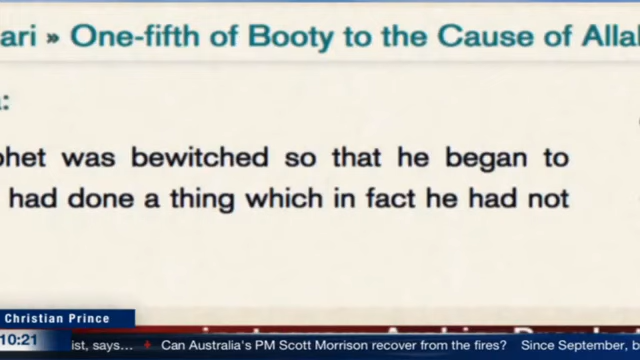 ari » One-fifth of Booty to the Cause of Alla
:
phet was bewitched so that he began to
had done a thing which in fact he had not
Christian Prince
10:21
ist, says... Can Australia's PM Scott Morrison recover from the fires? Since September, b